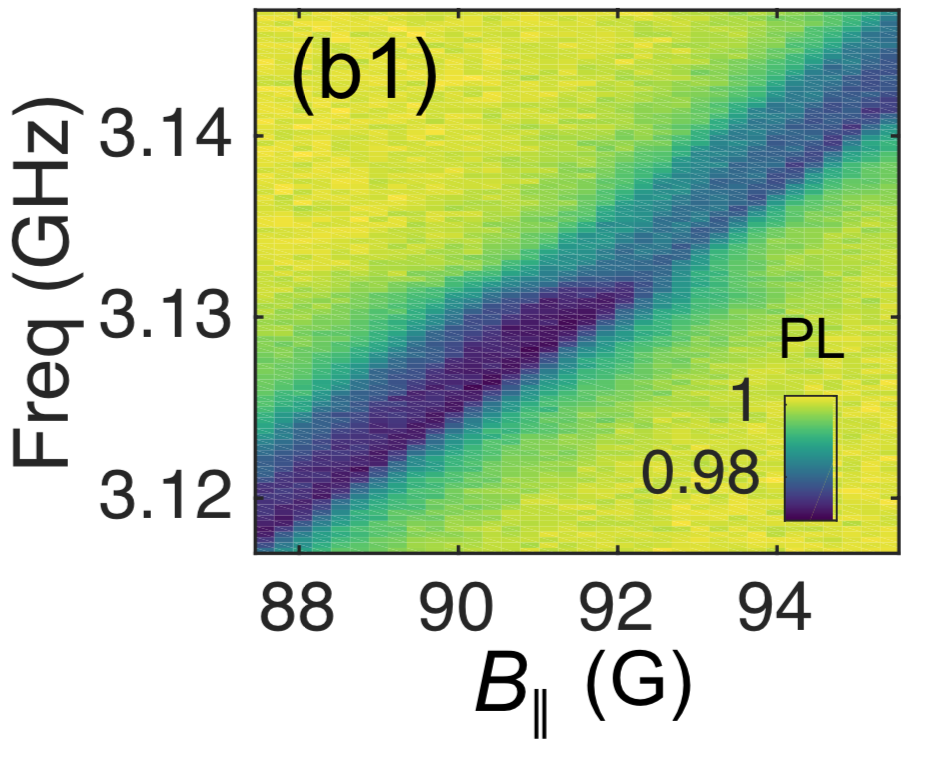 (b1)
Freq (GHz)
3.14
3.13
3.12
PL
1
0.98
88 90 92 94
B∥ (G)